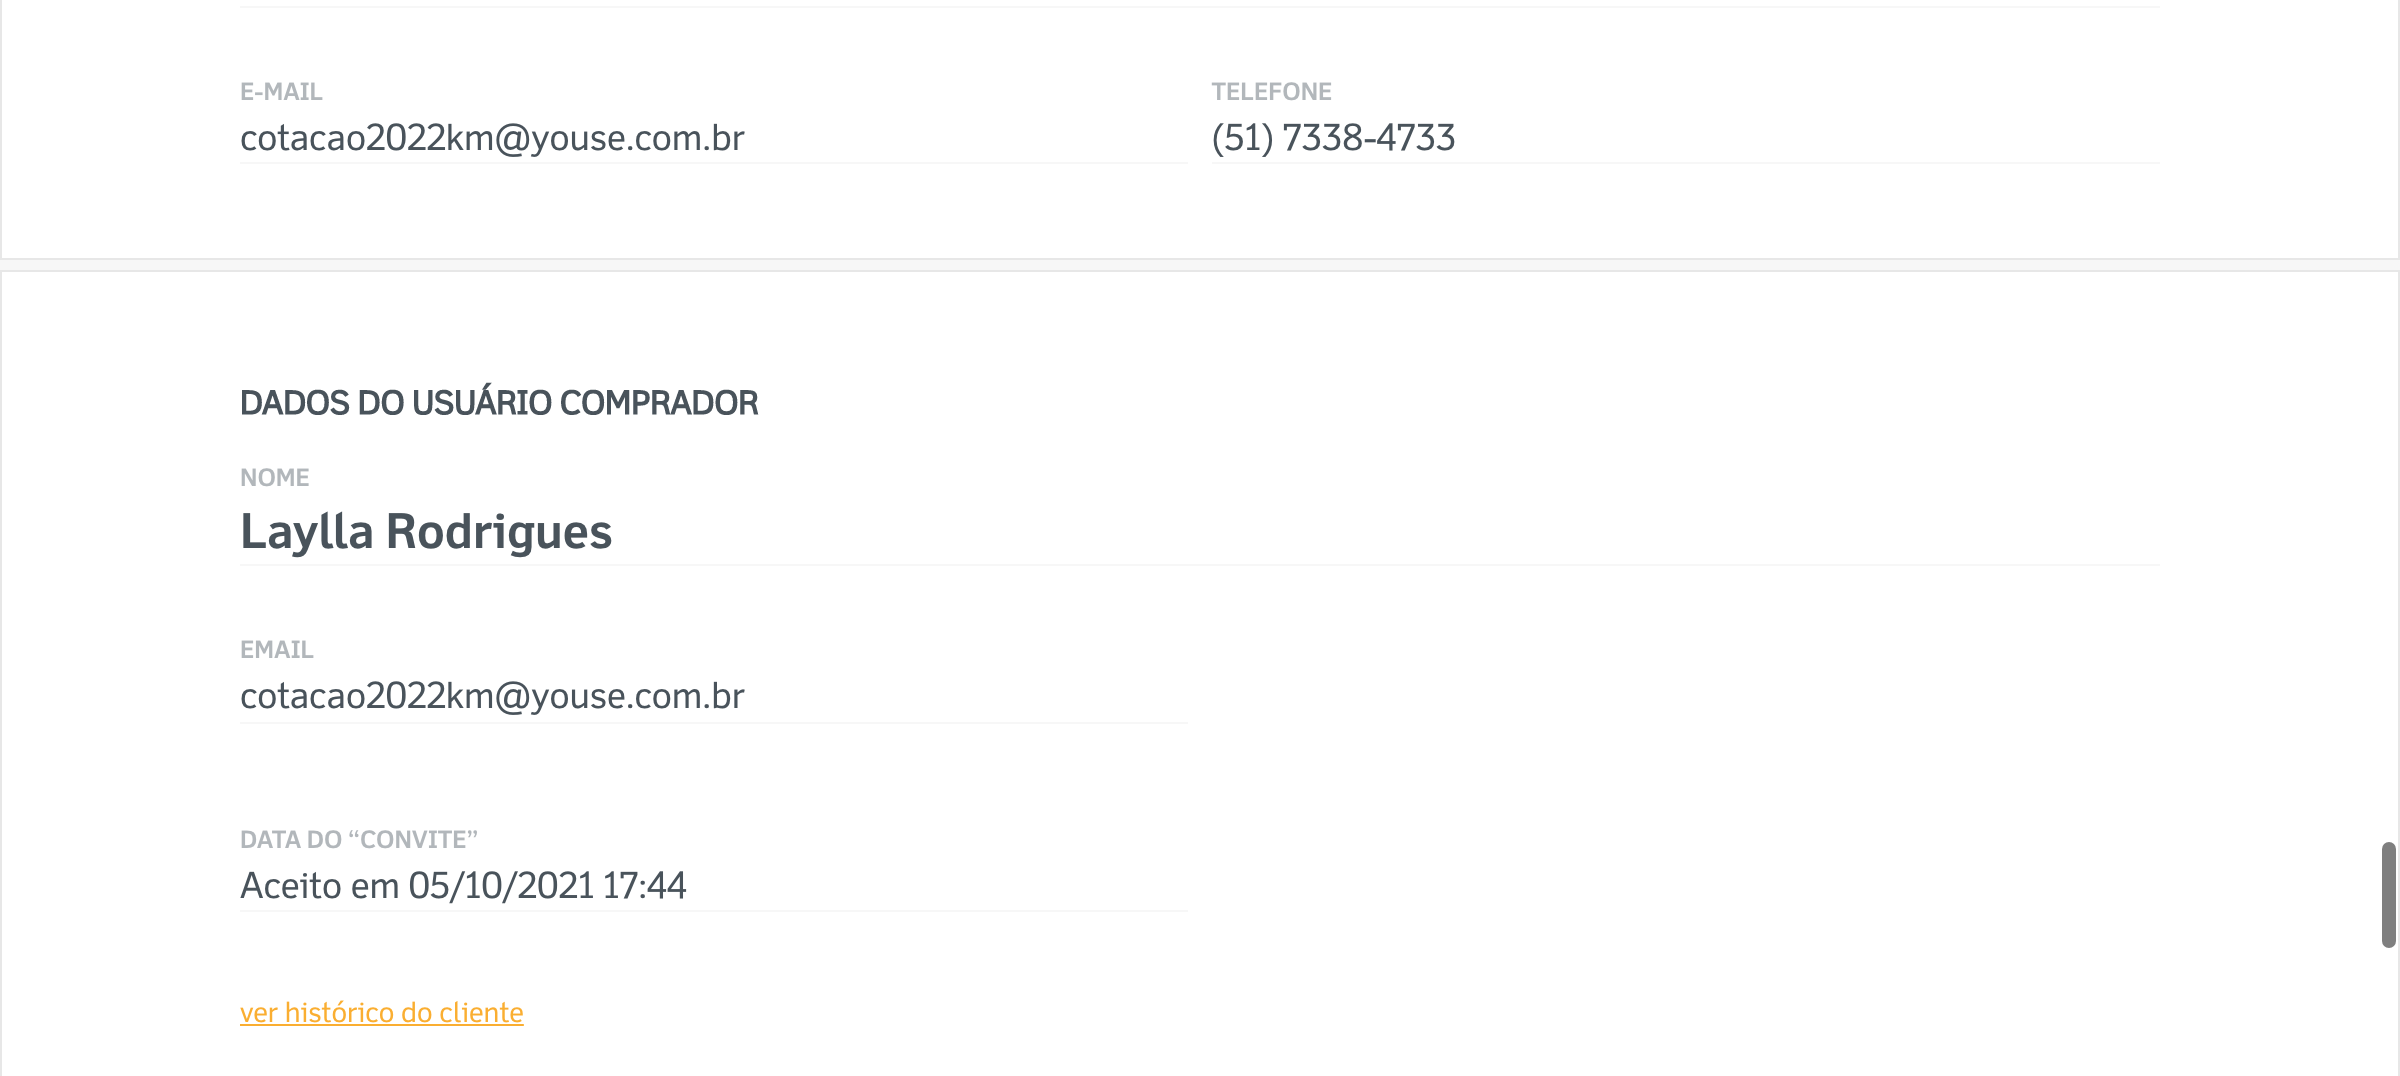 E-MAIL
TELEFONE
cotacao2022km@youse.com.br
(51) 7338-4733
DADOS DO USUÁRIO COMPRADOR
NOME
Laylla Rodrigues
EMAIL
cotacao2022km@youse.com.br
DATA DO “CONVITE”
Aceito em 05/10/2021 17:44
ver histórico do cliente